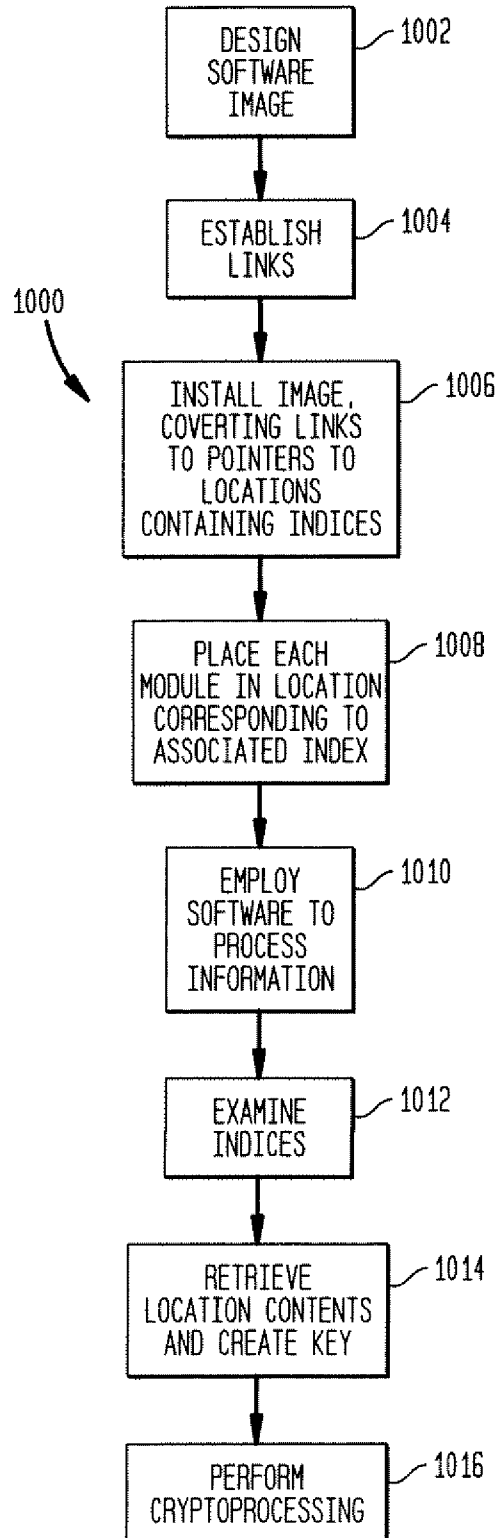 DESIGN
SOFTWARE
IMAGE
1002
ESTABLISH
LINKS
1004
1000
INSTALL IMAGE,
COVERTING LINKS
TO POINTERS TO
LOCATIONS
CONTAINING INDICES
1006
PLACE EACH
MODULE IN LOCATION
CORRESPONDING TO
ASSOCIATED INDEX
1008
EMPLOY
SOFTWARE TO
PROCESS
INFORMATION
1010
EXAMINE
INDICES
1012
RETRIEVE
LOCATION CONTENTS
AND CREATE KEY
1014
PERFORM
CRYPTOPROCESSING
1016